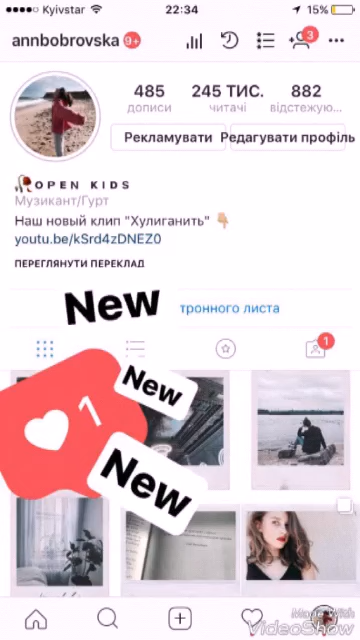 Kyivstar 22:34 15%
annbobrovska 9+ 3
485 245 ТИС. 882
дописи читачі відстежую...
Рекламувати Редагувати профіль
OPEN KIDS
Музикант/Гурт
Наш новый клип "Хулиганить" 👇🏼
youtu.be/kSrd4zDNEZ0
ПЕРЕГЛЯНУТИ ПЕРЕКЛАД
New тронного листа
1
New
1
New
Made With
VideoShow